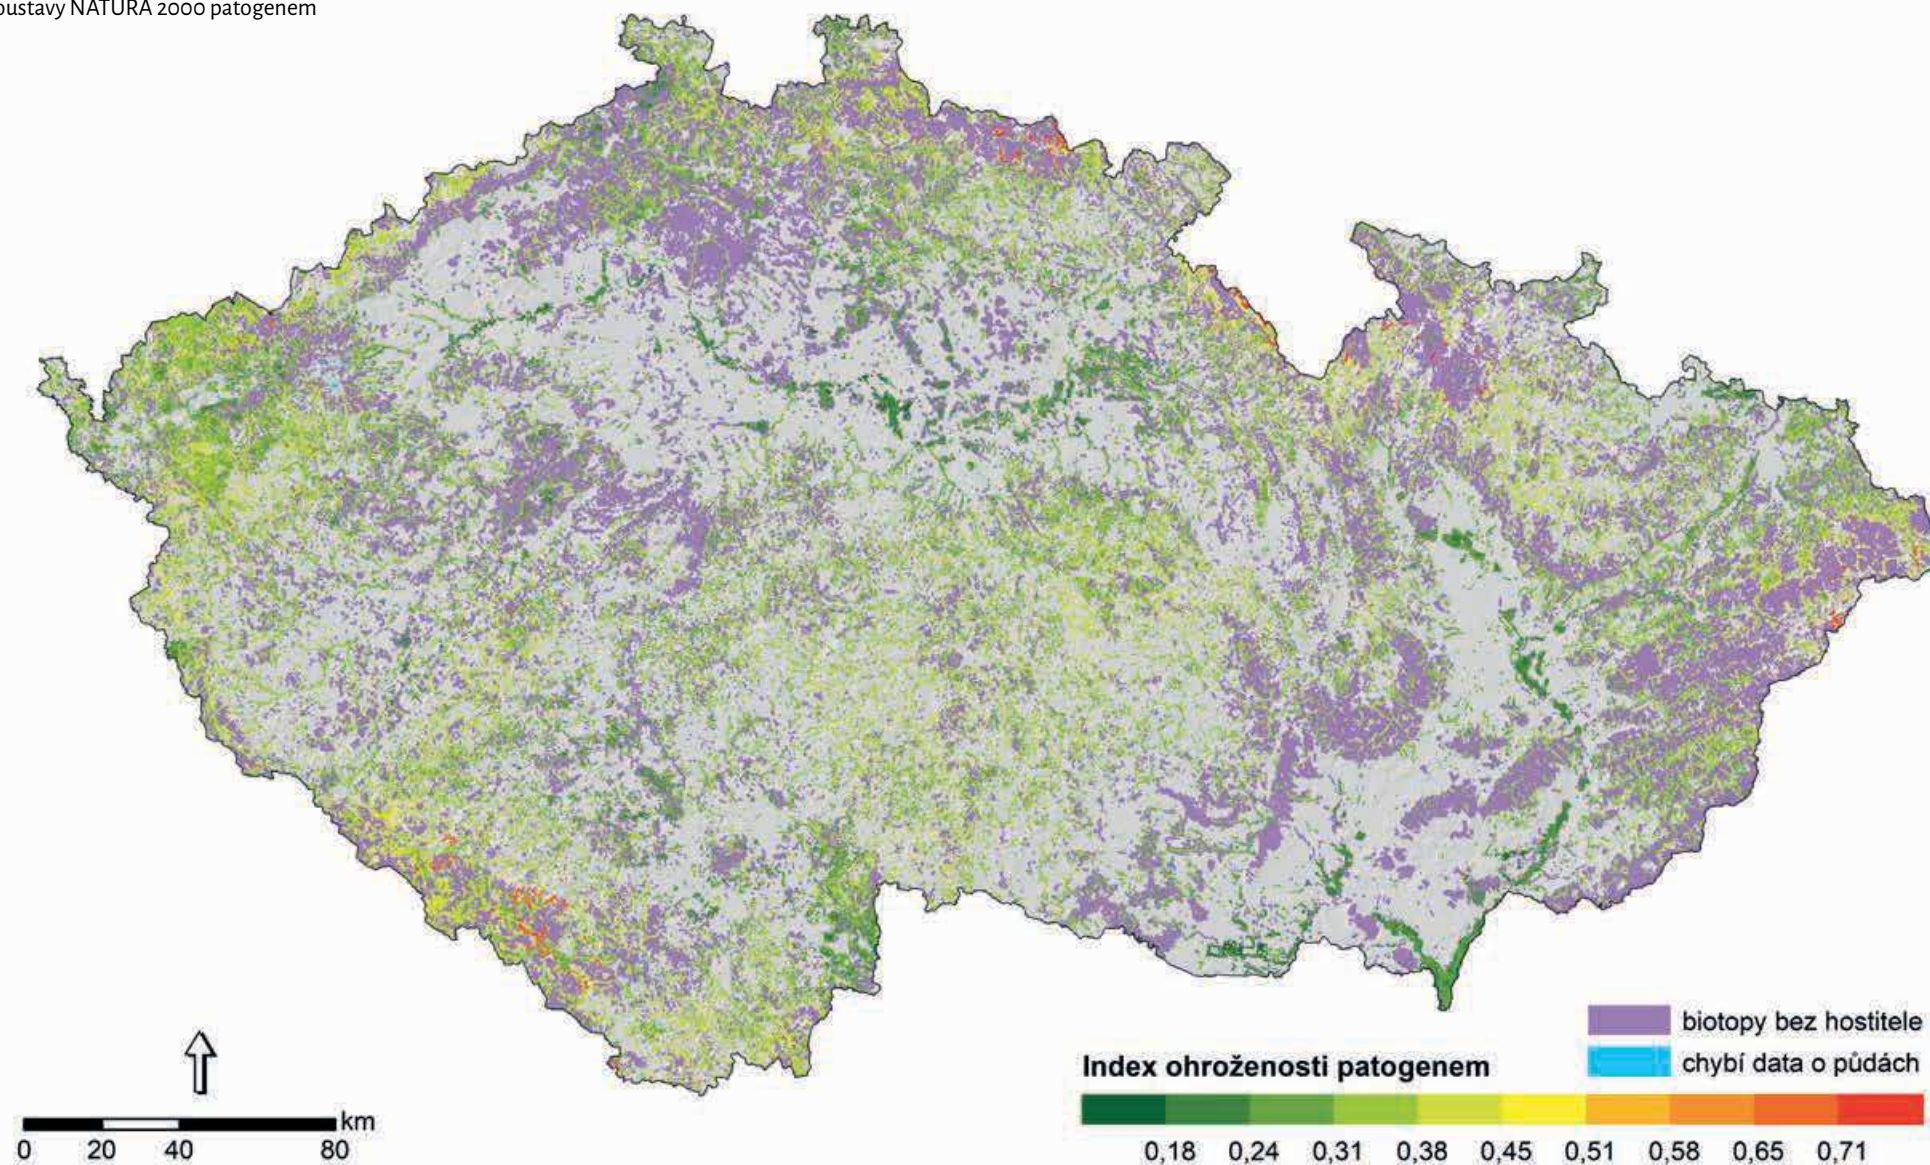 oustavy NATURA 2000 patogenem
biotopy bez hostitele
chybí data o půdách
Index ohroženosti patogenem
0,18 0,24 0,31 0,38 0,45 0,51 0,58 0,65 0,71
km
0 20 40 80